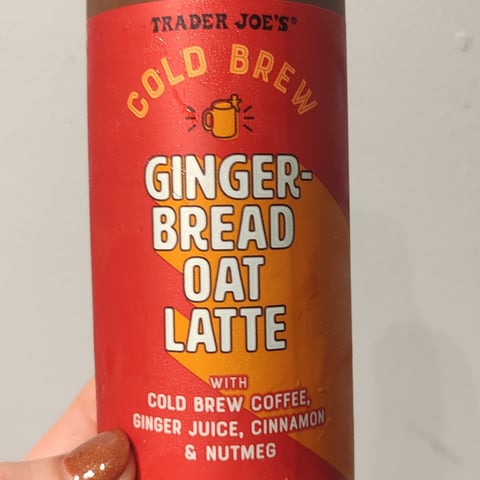 TRADER JOE'S®
COLD BREW
GINGER-
BREAD
OAT
LATTE
WITH
COLD BREW COFFEE,
GINGER JUICE, CINNAMON
& NUTMEG